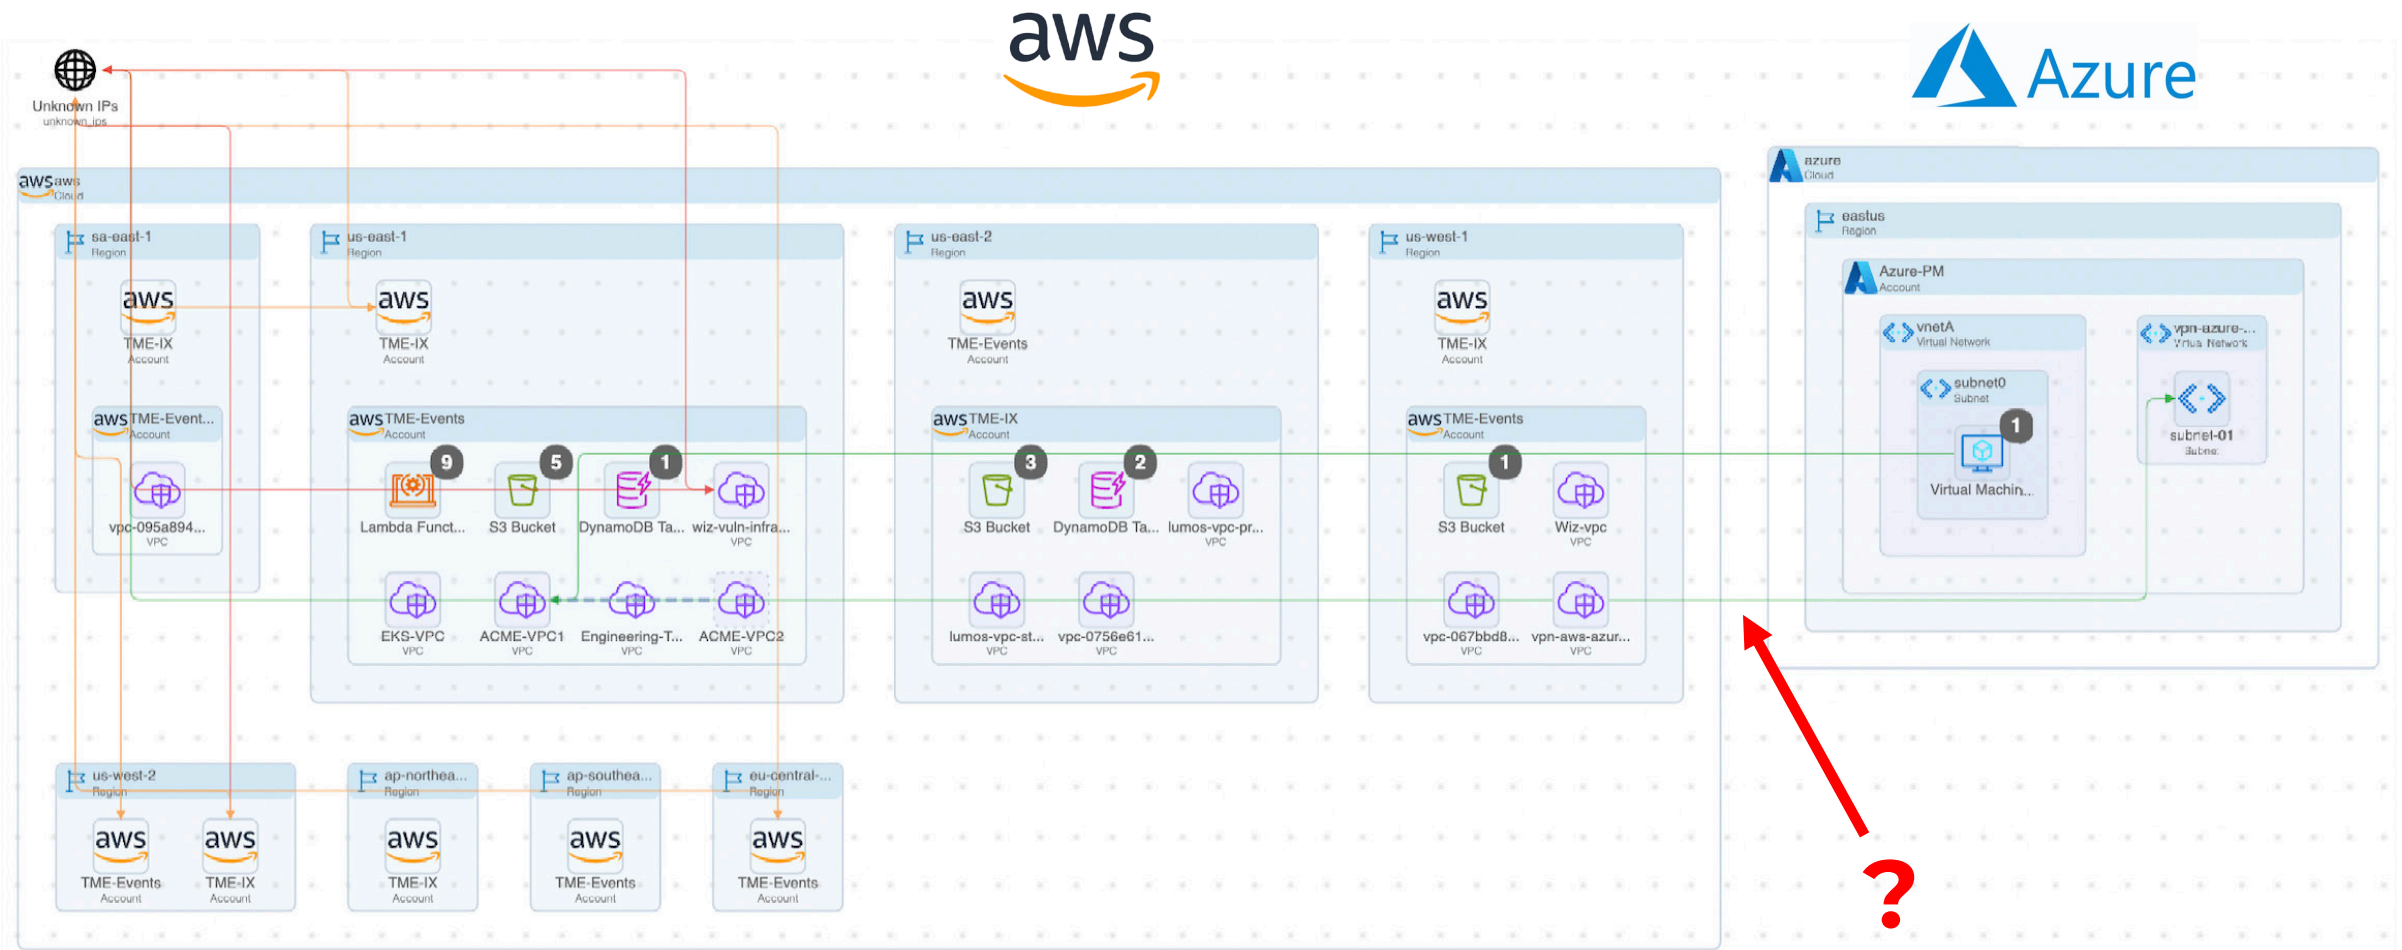 aws
Azure
Unknown IPs
unknown_ips
aws aws
Cloud
azure
Cloud
sa-east-1
Region
us-east-1
Region
us-east-2
Region
us-west-1
Region
eastus
Region
aws
TME-IX
Account
aws
TME-IX
Account
aws
TME-Events
Account
aws
TME-IX
Account
Azure-PM
Account
vnetA
Virtual Network
vpn-azure-...
Virtual Network
subnet0
Subnet
subnet-01
Subnet
1
Virtual Machin...
aws TME-Event...
Account
vpc-095a894...
VPC
aws TME-Events
Account
9
Lambda Funct...
5
S3 Bucket
1
DynamoDB Ta...
wiz-vuln-infra...
VPC
EKS-VPC
VPC
ACME-VPC1
VPC
Engineering-T...
VPC
ACME-VPC2
VPC
aws TME-IX
Account
3
S3 Bucket
2
DynamoDB Ta...
lumos-vpc-pr...
VPC
lumos-vpc-st...
VPC
vpc-0756e61...
VPC
aws TME-Events
Account
1
S3 Bucket
Wiz-vpc
VPC
vpc-067bbd8...
VPC
vpn-aws-azur...
VPC
us-west-2
Region
aws
TME-Events
Account
aws
TME-IX
Account
ap-northea...
Region
aws
TME-IX
Account
ap-southea...
Region
aws
TME-Events
Account
eu-central-...
Region
aws
TME-Events
Account
?